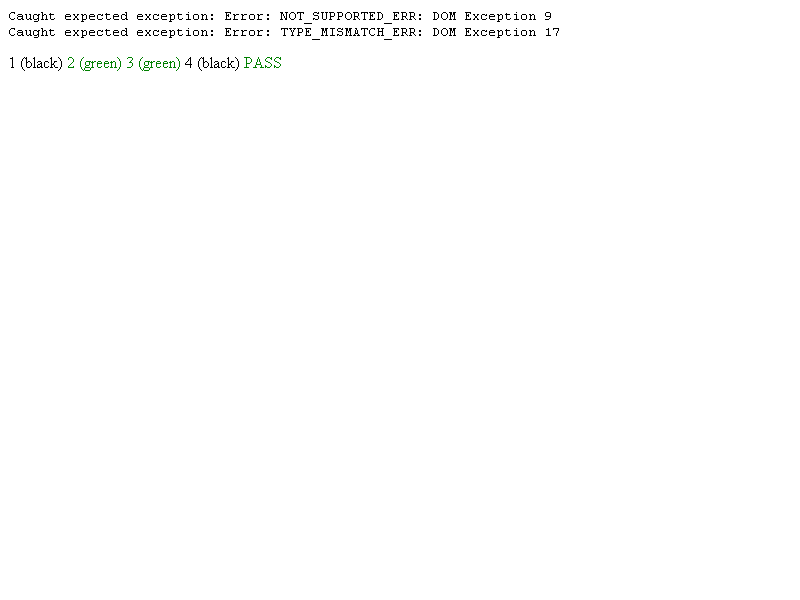 Caught expected exception: Error: NOT_SUPPORTED_ERR: DOM Exception 9
Caught expected exception: Error: TYPE_MISMATCH_ERR: DOM Exception 17
1 (black) 2 (green) 3 (green) 4 (black) PASS